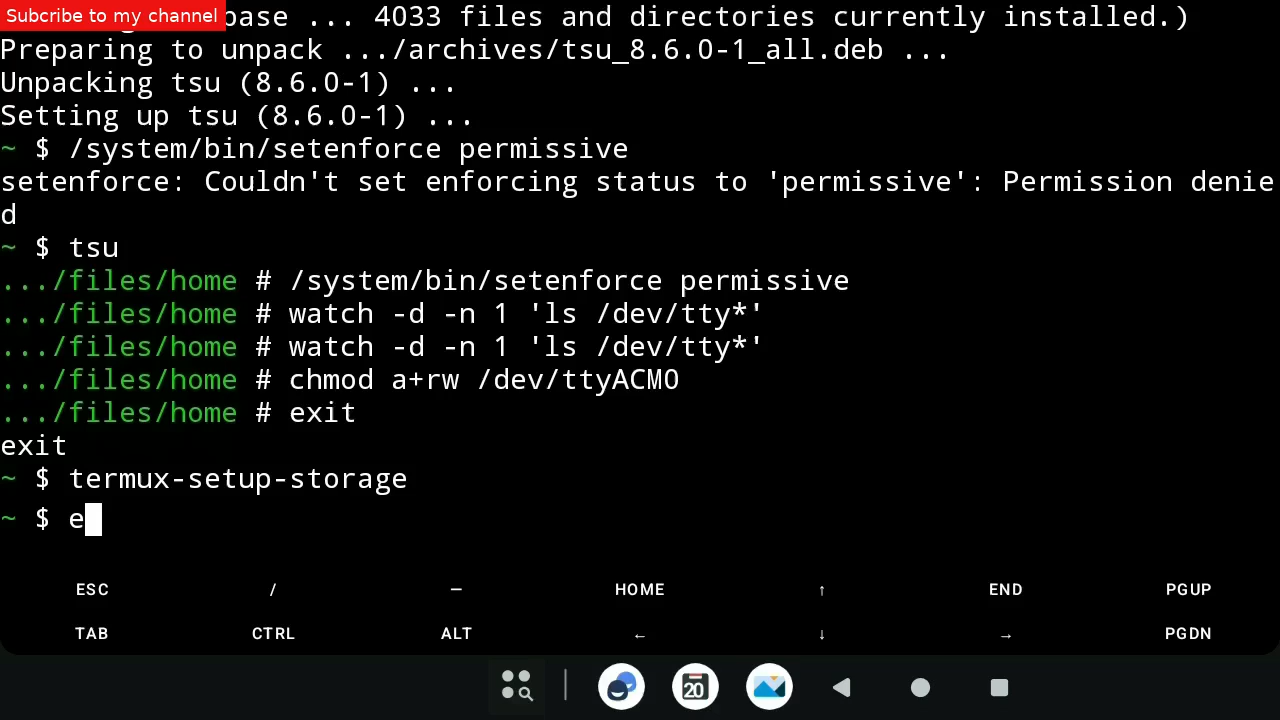 Subcribe to my channel
base ... 4033 files and directories currently installed.)
Preparing to unpack .../archives/tsu_8.6.0-1_all.deb ...
Unpacking tsu (8.6.0-1) ...
Setting up tsu (8.6.0-1) ...
~ $ /system/bin/setenforce permissive
setenforce: Couldn't set enforcing status to 'permissive': Permission denie
d
~ $ tsu
.../files/home # /system/bin/setenforce permissive
.../files/home # watch -d -n 1 'ls /dev/tty*'
.../files/home # watch -d -n 1 'ls /dev/tty*'
.../files/home # chmod a+rw /dev/ttyACM0
.../files/home # exit
exit
~ $ termux-setup-storage
~ $ e
ESC / — HOME ↑ END PGUP
TAB CTRL ALT ← ↓ → PGDN
20